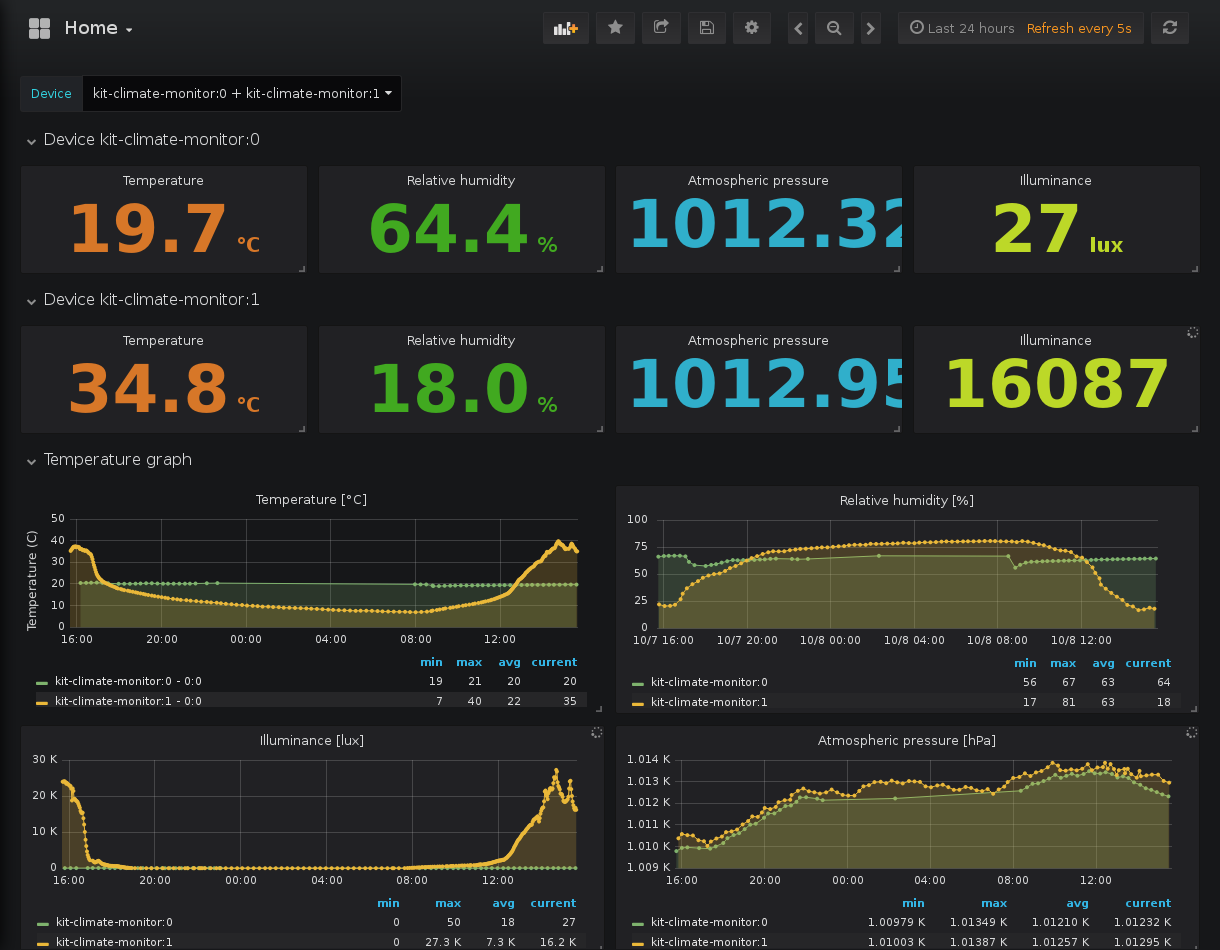 Home
Last 24 hours Refresh every 5s
Device kit-climate-monitor:0 + kit-climate-monitor:1
Device kit-climate-monitor:0
Temperature Relative humidity Atmospheric pressure Illuminance
19.7 °C 64.4 % 1012.32 27 lux
Device kit-climate-monitor:1
Temperature Relative humidity Atmospheric pressure Illuminance
34.8 °C 18.0 % 1012.95 16087
Temperature graph
Temperature [°C]
Temperature (C)
50
40
30
20
10
0
16:00 20:00 00:00 04:00 08:00 12:00
min max avg current
kit-climate-monitor:0 - 0:0 19 21 20 20
kit-climate-monitor:1 - 0:0 7 40 22 35
Relative humidity [%]
100
75
50
25
0
10/7 16:00 10/7 20:00 10/8 00:00 10/8 04:00 10/8 08:00 10/8 12:00
min max avg current
kit-climate-monitor:0 56 67 63 64
kit-climate-monitor:1 17 81 63 18
Illuminance [lux]
30 K
20 K
10 K
0
16:00 20:00 00:00 04:00 08:00 12:00
min max avg current
kit-climate-monitor:0 0 50 18 27
kit-climate-monitor:1 0 27.3 K 7.3 K 16.2 K
Atmospheric pressure [hPa]
1.014 K
1.013 K
1.012 K
1.011 K
1.010 K
1.009 K
16:00 20:00 00:00 04:00 08:00 12:00
min max avg current
kit-climate-monitor:0 1.00979 K 1.01349 K 1.01210 K 1.01232 K
kit-climate-monitor:1 1.01003 K 1.01387 K 1.01257 K 1.01295 K